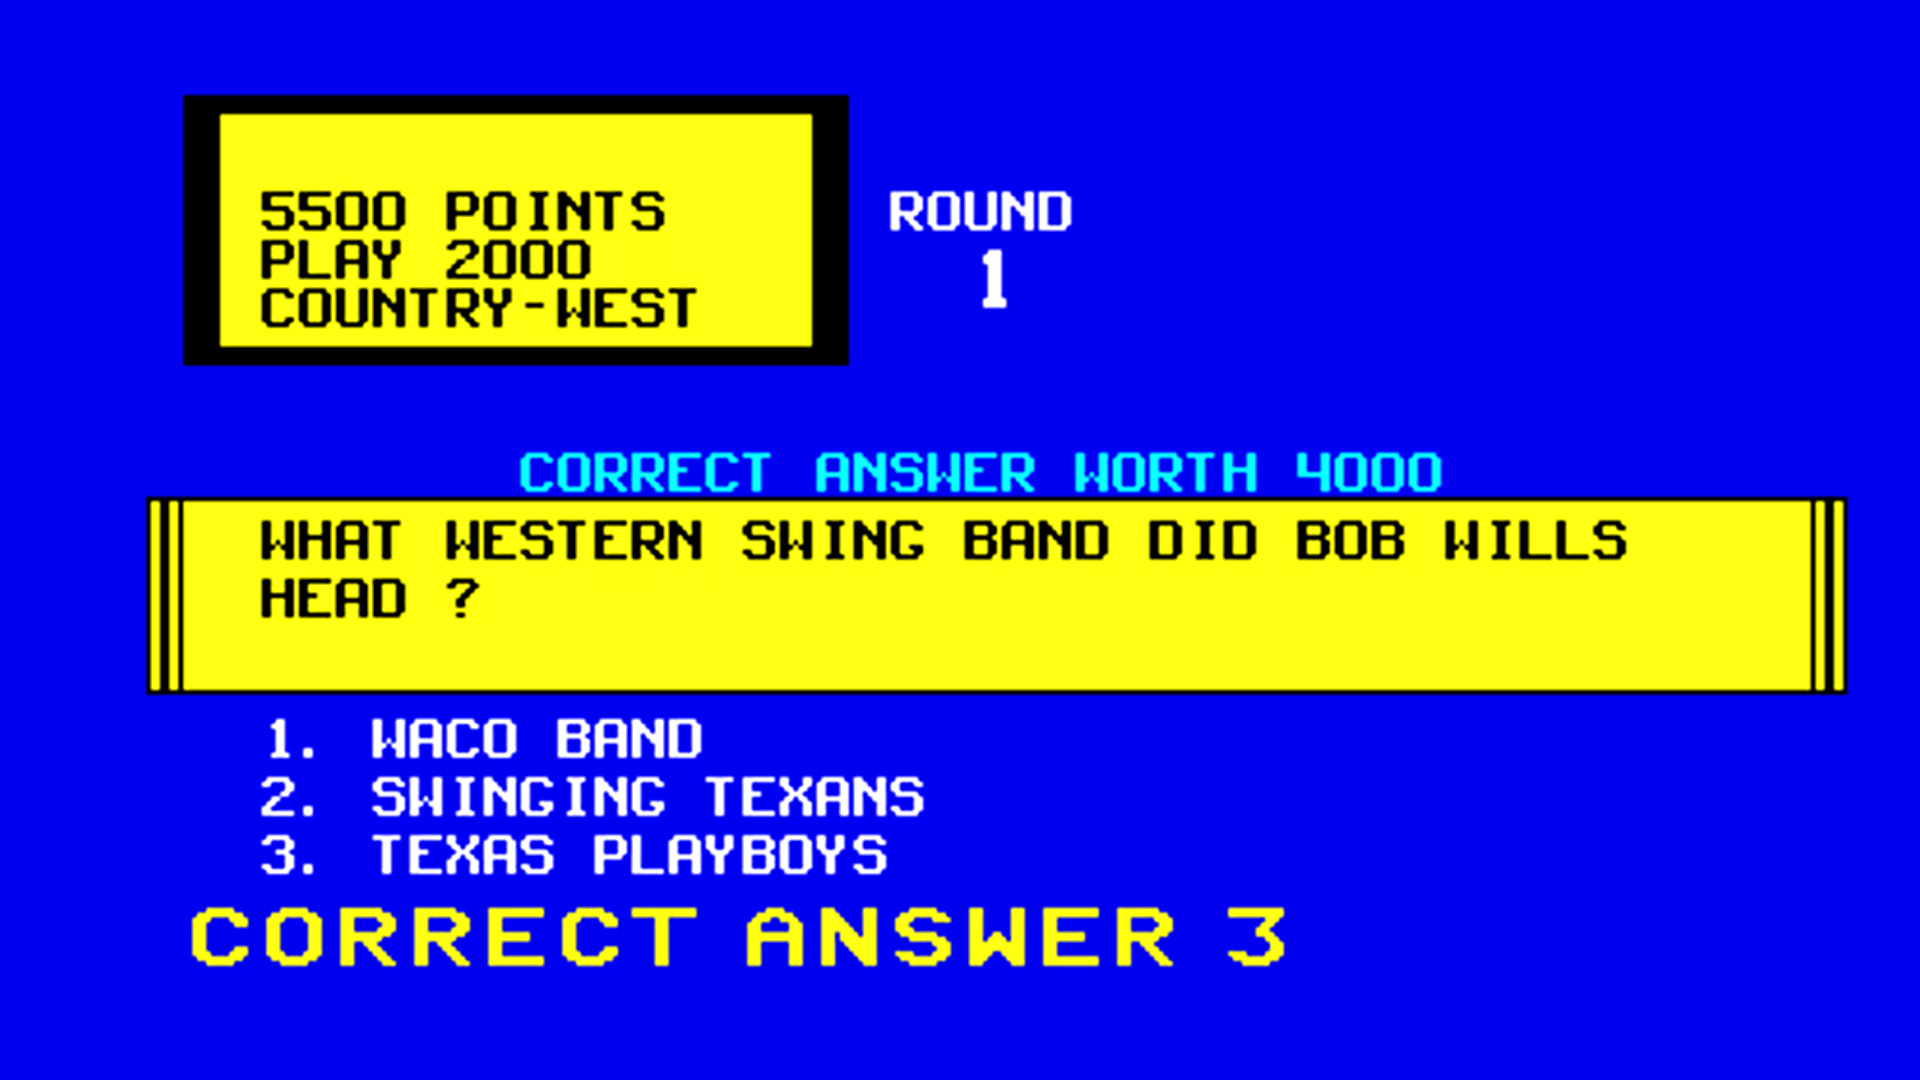 5500 POINTS
PLAY 2000
COUNTRY-WEST
ROUND
1
CORRECT ANSWER WORTH 4000
WHAT WESTERN SWING BAND DID BOB WILLS
HEAD ?
1. WACO BAND
2. SWINGING TEXANS
3. TEXAS PLAYBOYS
CORRECT ANSWER 3